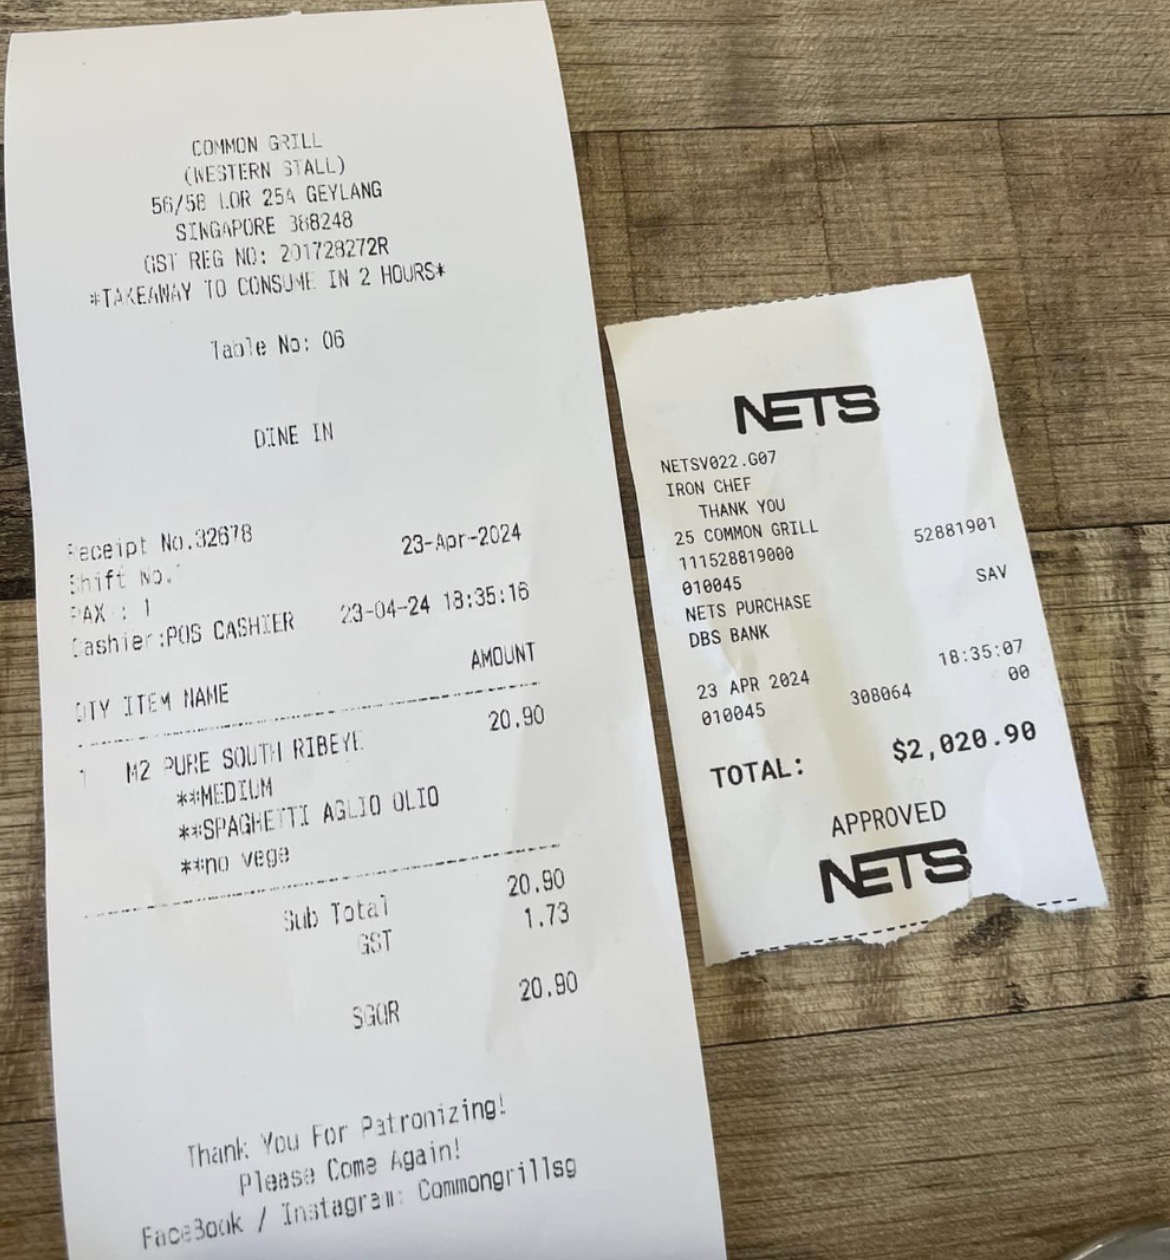 COMMON GRILL
(WESTERN STALL)
56/58 LOR 25A GEYLANG
SINGAPORE 388248
GST REG NO: 201728272R
*TAKEAWAY TO CONSUME IN 2 HOURS*
Table No: 06
DINE IN
Receipt No.32678 23-Apr-2024
Shift No.
PAX : 1
Cashier:POS CASHIER 23-04-24 18:35:16
QTY ITEM NAME AMOUNT
1 M2 PURE SOUTH RIBEYE 20.90
**MEDIUM
**SPAGHETTI AGLIO OLIO
**no vege
Sub Total 20.90
GST 1.73
SGQR 20.90
Thank You For Patronizing!
Please Come Again!
FaceBook / Instagram: Commongrillsg
NETS
NETSV022.G07
IRON CHEF
THANK YOU
25 COMMON GRILL
111528819000 52881901
010045
NETS PURCHASE SAV
DBS BANK
23 APR 2024 18:35:07
010045 308064 00
TOTAL: $2,020.90
APPROVED
NETS